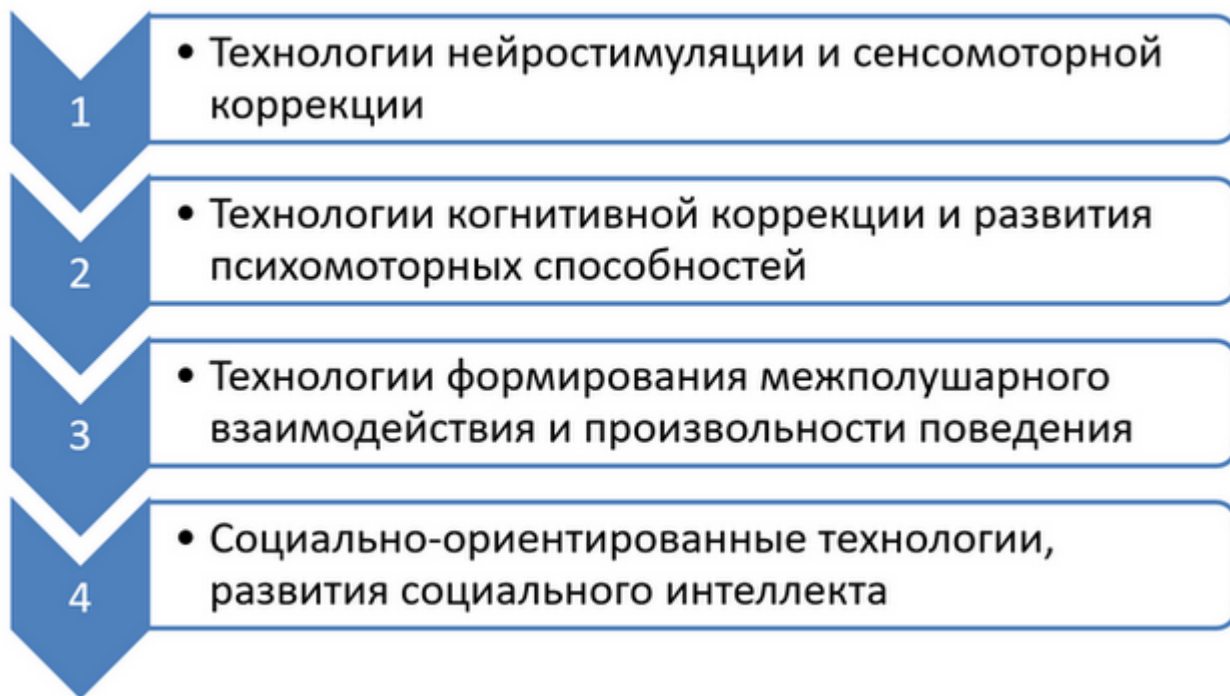 1
• Технологии нейростимуляции и сенсомоторной
коррекции
2
• Технологии когнитивной коррекции и развития
психомоторных способностей
3
• Технологии формирования межполушарного
взаимодействия и произвольности поведения
4
• Социально-ориентированные технологии,
развития социального интеллекта